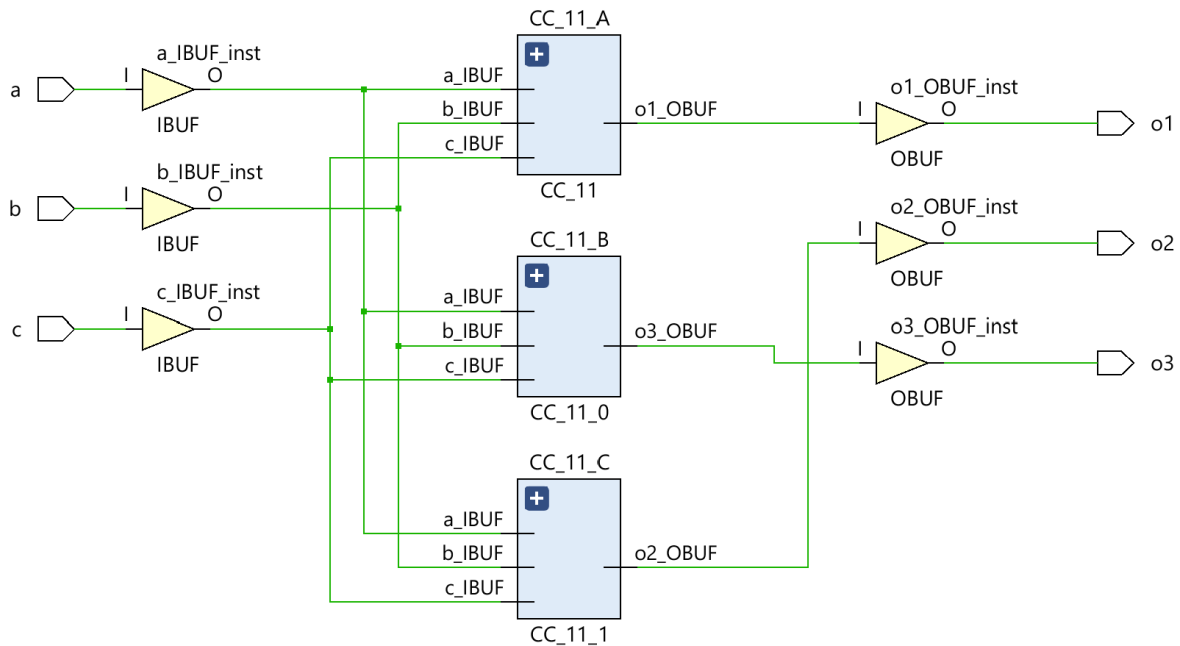 a
I
a_IBUF_inst
O
IBUF
b
I
b_IBUF_inst
O
IBUF
c
I
c_IBUF_inst
O
IBUF
CC_11_A
a_IBUF
b_IBUF
c_IBUF
o1_OBUF
CC_11
CC_11_B
a_IBUF
b_IBUF
c_IBUF
o3_OBUF
CC_11_0
CC_11_C
a_IBUF
b_IBUF
c_IBUF
o2_OBUF
CC_11_1
I
o1_OBUF_inst
O
OBUF
o1
I
o2_OBUF_inst
O
OBUF
o2
I
o3_OBUF_inst
O
OBUF
o3